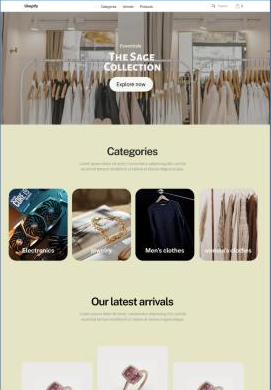 Shopify
Categories Arrivals Products
Essentials
THE SAGE
COLLECTION
Explore now
Categories
Electronics
Jewelry
Men's clothes
women's clothes
Our latest arrivals